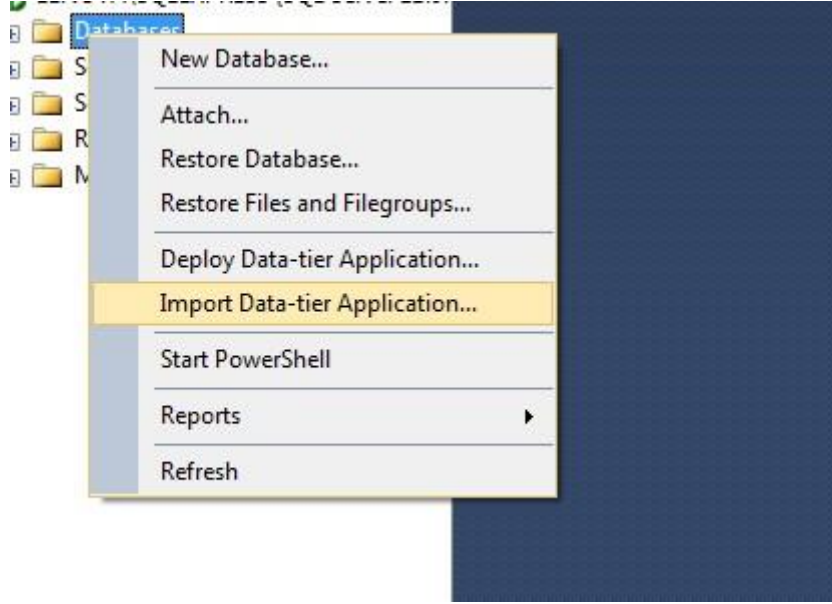 Databases
S
S
R
M
New Database...
Attach...
Restore Database...
Restore Files and Filegroups...
Deploy Data-tier Application...
Import Data-tier Application...
Start PowerShell
Reports
Refresh